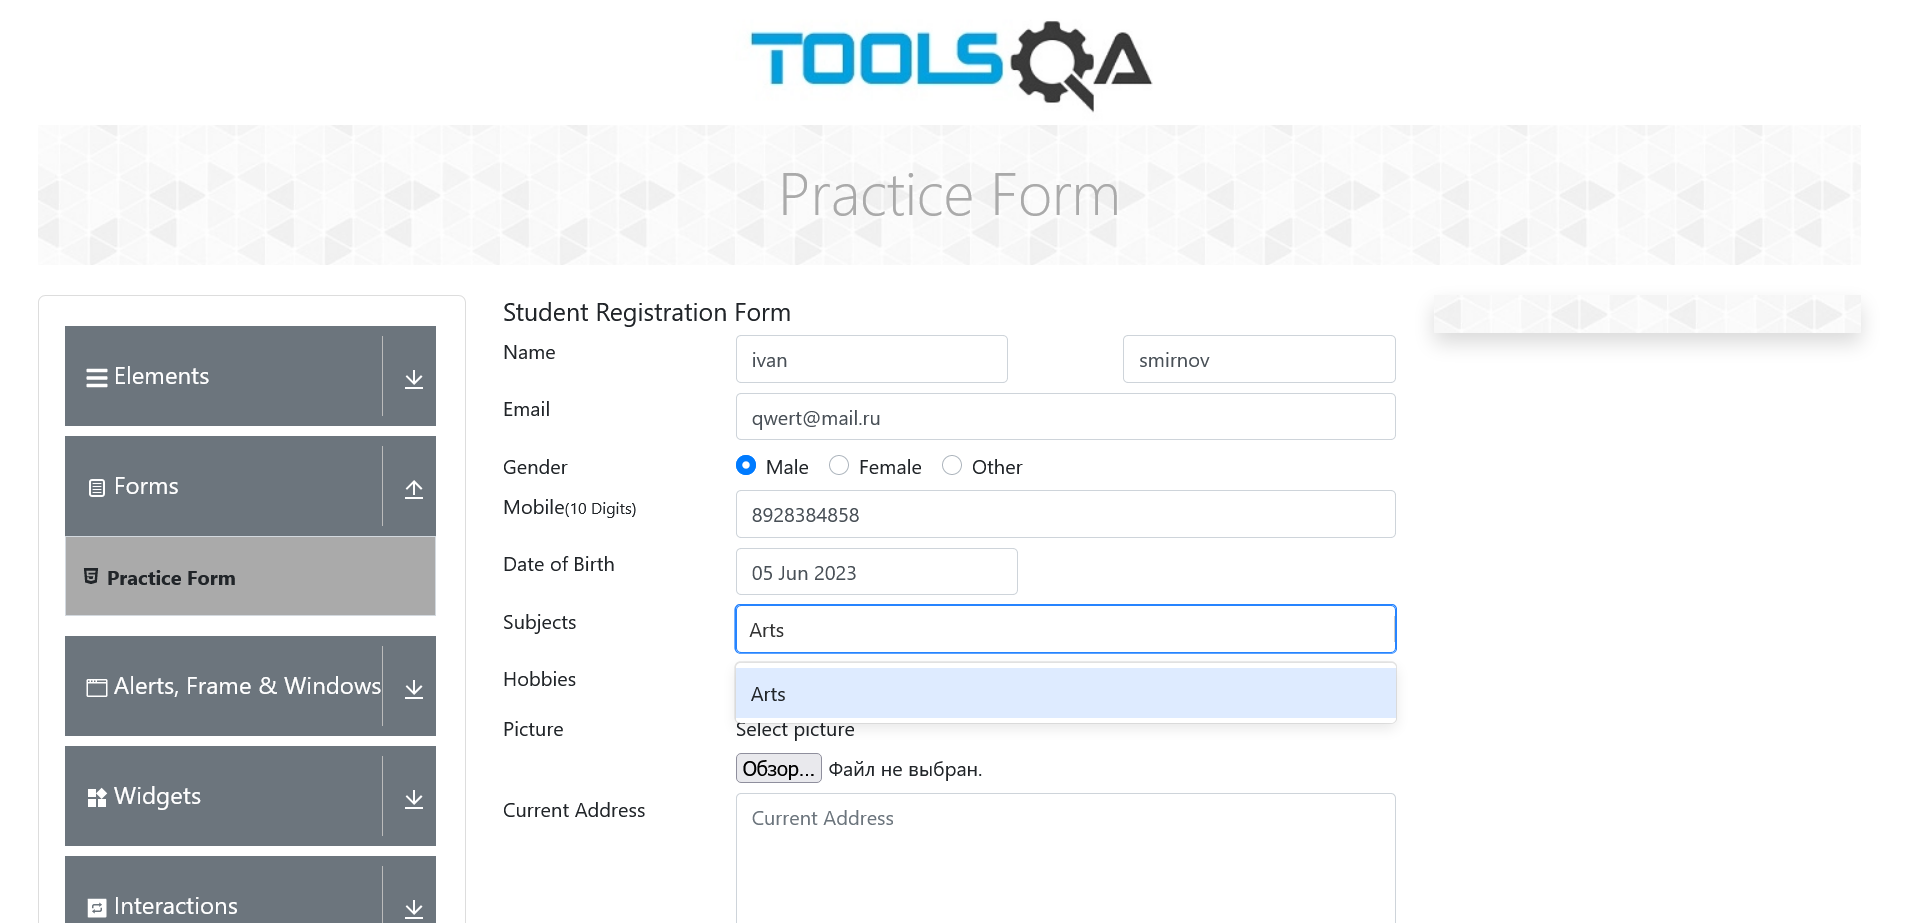 TOOLSQA
Practice Form
Elements
Forms
Practice Form
Alerts, Frame & Windows
Widgets
Interactions
Student Registration Form
Name
ivan
smirnov
Email
qwert@mail.ru
Gender
Male
Female
Other
Mobile(10 Digits)
8928384858
Date of Birth
05 Jun 2023
Subjects
Arts
Hobbies
Arts
Picture
Select picture
Обзор... Файл не выбран.
Current Address
Current Address